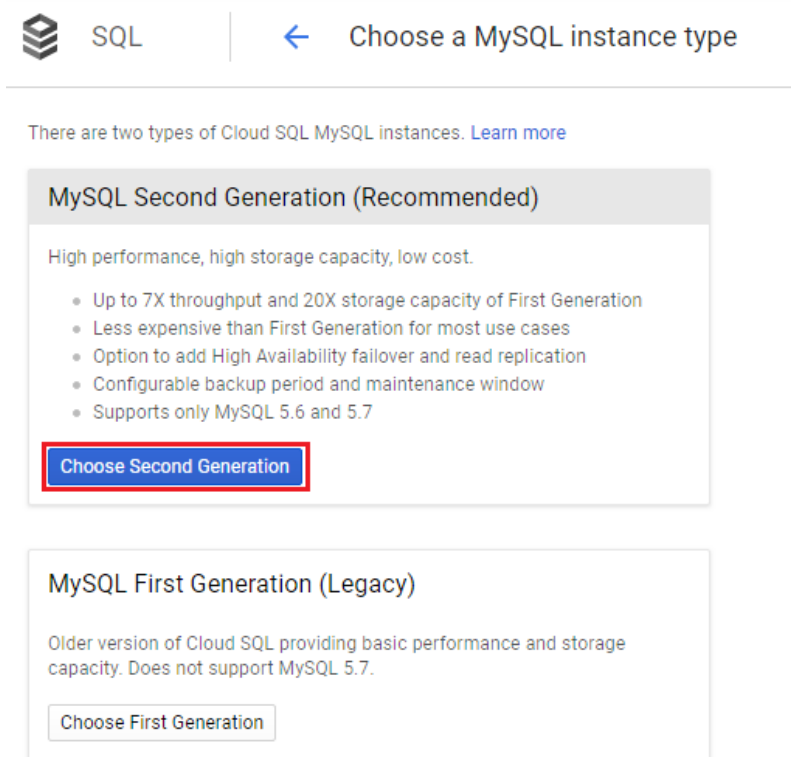 SQL
Choose a MySQL instance type
There are two types of Cloud SQL MySQL instances. Learn more
MySQL Second Generation (Recommended)
High performance, high storage capacity, low cost.
Up to 7X throughput and 20X storage capacity of First Generation
Less expensive than First Generation for most use cases
Option to add High Availability failover and read replication
Configurable backup period and maintenance window
Supports only MySQL 5.6 and 5.7
Choose Second Generation
MySQL First Generation (Legacy)
Older version of Cloud SQL providing basic performance and storage
capacity. Does not support MySQL 5.7.
Choose First Generation